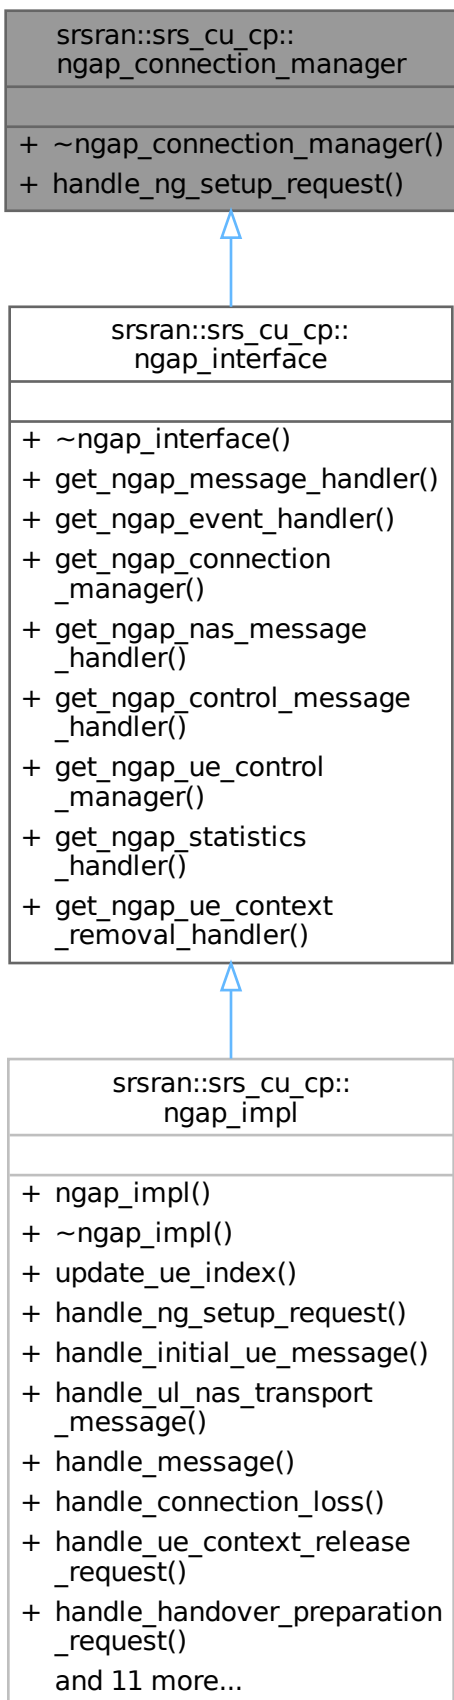 srsran::srs_cu_cp::
ngap_connection_manager
+ ~ngap_connection_manager()
+ handle_ng_setup_request()
srsran::srs_cu_cp::
ngap_interface
+ ~ngap_interface()
+ get_ngap_message_handler()
+ get_ngap_event_handler()
+ get_ngap_connection
_manager()
+ get_ngap_nas_message
_handler()
+ get_ngap_control_message
_handler()
+ get_ngap_ue_control
_manager()
+ get_ngap_statistics
_handler()
+ get_ngap_ue_context
_removal_handler()
srsran::srs_cu_cp::
ngap_impl
+ ngap_impl()
+ ~ngap_impl()
+ update_ue_index()
+ handle_ng_setup_request()
+ handle_initial_ue_message()
+ handle_ul_nas_transport
_message()
+ handle_message()
+ handle_connection_loss()
+ handle_ue_context_release
_request()
+ handle_handover_preparation
_request()
and 11 more...